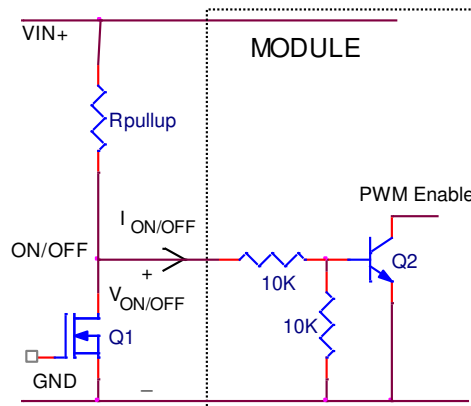 VIN+
MODULE
Rpullup
PWM Enable
I ON/OFF
ON/OFF
+
Q2
10K
V ON/OFF
10K
Q1
GND
–